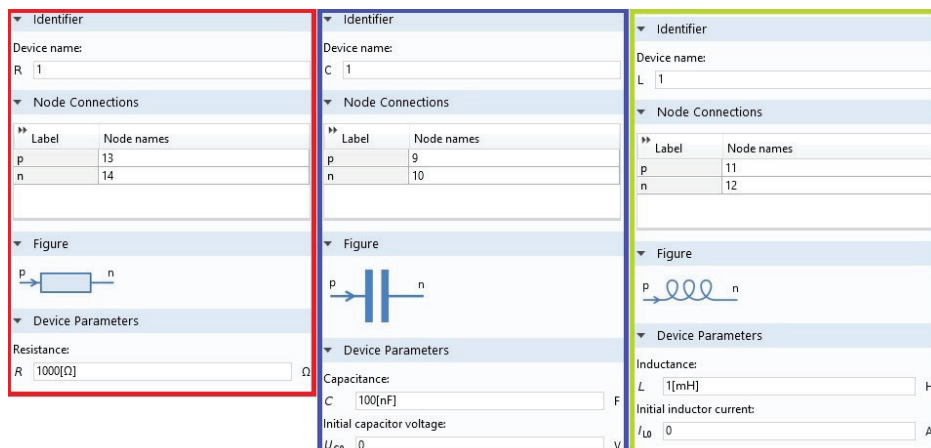 Identifier
Device name:
R 1
Node Connections
Label Node names
p 13
n 14
Figure
p n
Device Parameters
Resistance:
R 1000[Ω] Ω
Identifier
Device name:
C 1
Node Connections
Label Node names
p 9
n 10
Figure
p n
Device Parameters
Capacitance:
C 100[nF] F
Initial capacitor voltage:
U_C0 0 V
Identifier
Device name:
L 1
Node Connections
Label Node names
p 11
n 12
Figure
p n
Device Parameters
Inductance:
L 1[mH] H
Initial inductor current:
I_L0 0 A